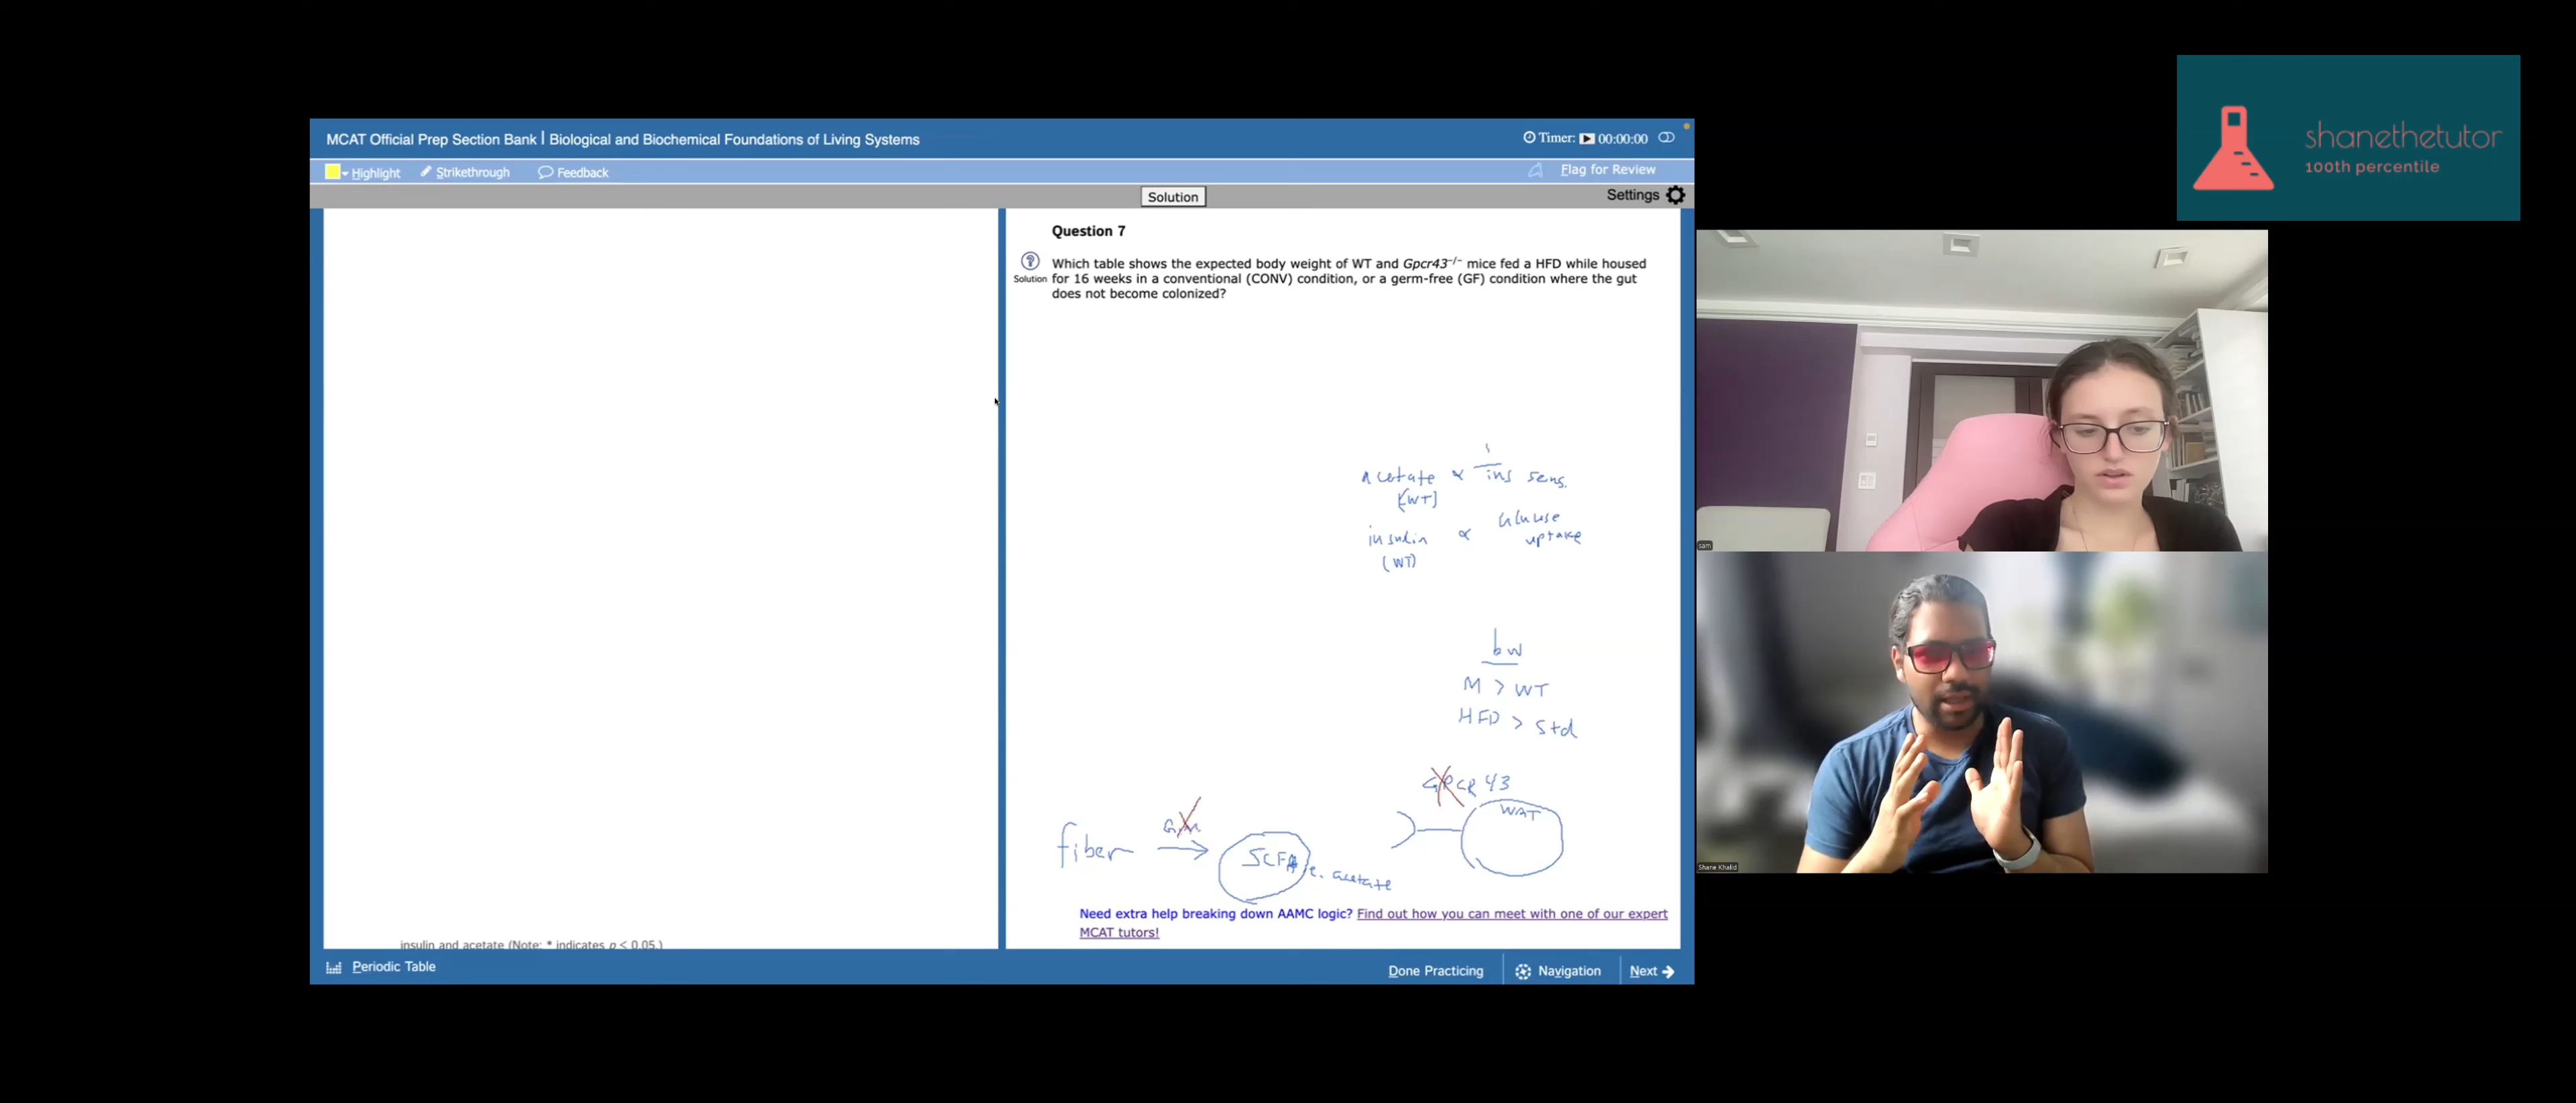 shanethetutor
100th percentile
MCAT Official Prep Section Bank | Biological and Biochemical Foundations of Living Systems
Timer: 00:00:00
Highlight
Strikethrough
Feedback
Flag for Review
Solution
Settings
Question 7
Solution
Which table shows the expected body weight of WT and Gpcr43−/− mice fed a HFD while housed
for 16 weeks in a conventional (CONV) condition, or a germ-free (GF) condition where the gut
does not become colonized?
acetate ∝ ins sens.
[WT]
insulin ∝ glucose uptake
(WT)
bw
M > WT
HFD > Std
GPCR 43
WAT
fiber
SCFA i.e. acetate
Need extra help breaking down AAMC logic? Find out how you can meet with one of our expert
MCAT tutors!
insulin and acetate (Note: * indicates p < 0.05.)
Periodic Table
Done Practicing
Navigation
Next
sam
Shane Khalid